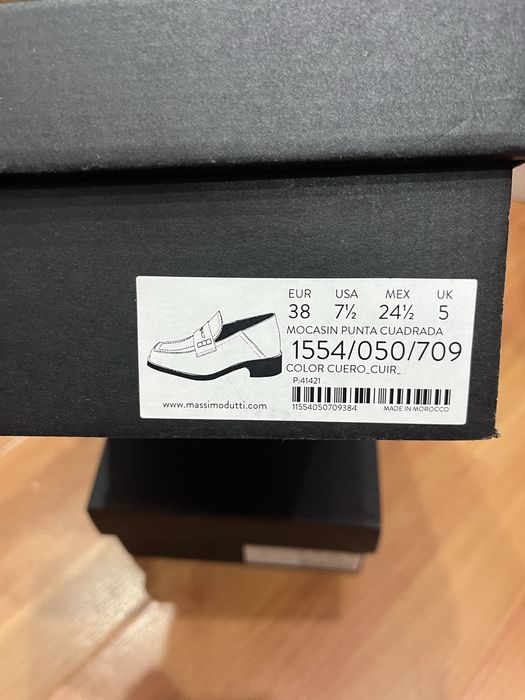 EUR USA MEX UK
38 7½ 24½ 5
MOCASIN PUNTA CUADRADA
1554/050/709
COLOR CUERO_CUIR_
P:41421
www.massimodutti.com
11554050709384
MADE IN MOROCCO